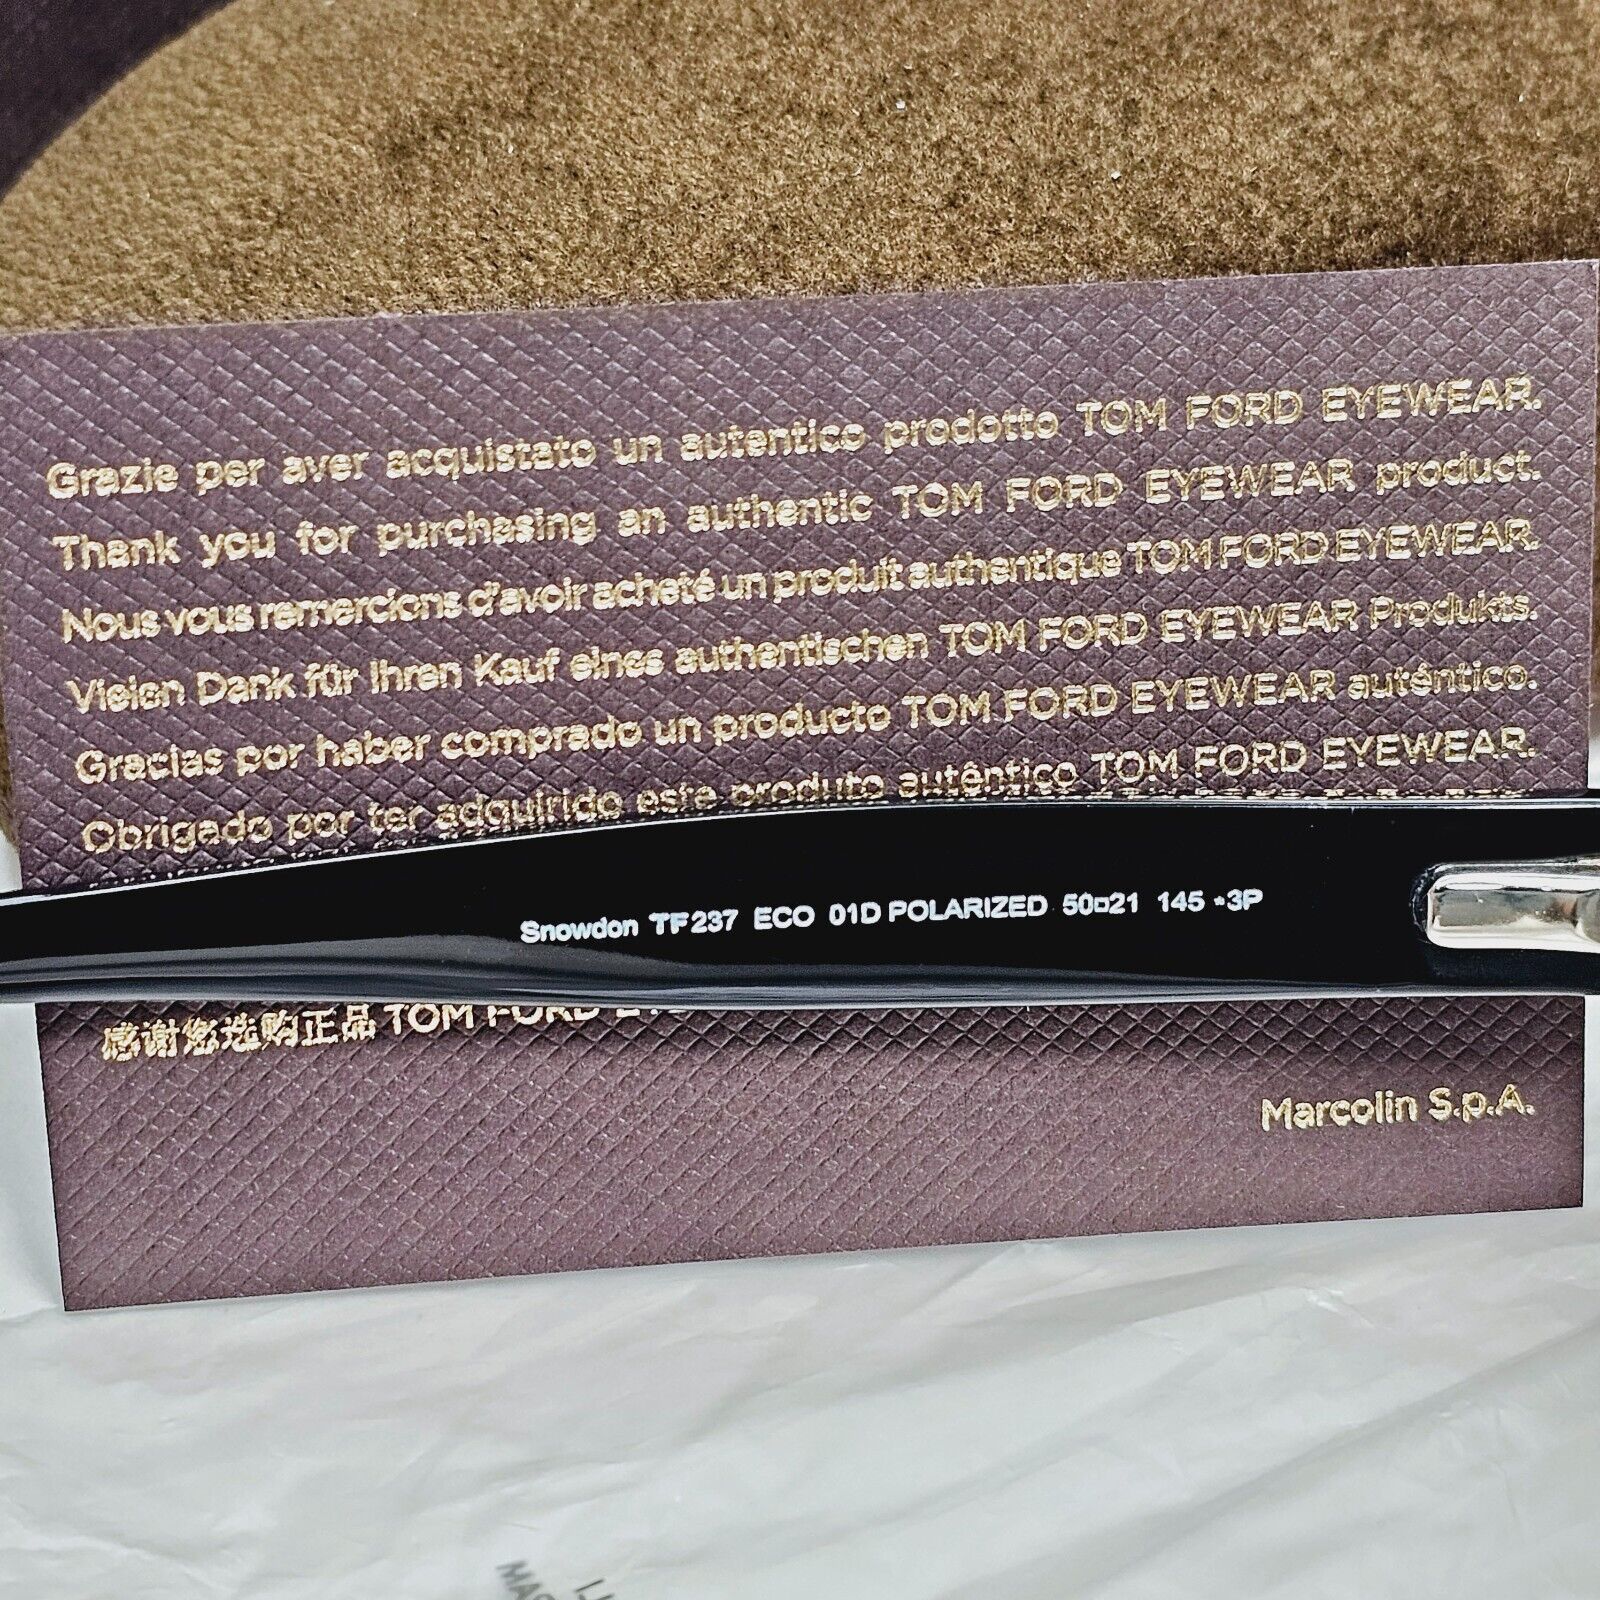 Grazie per aver acquistato un autentico prodotto TOM FORD EYEWEAR.
Thank you for purchasing an authentic TOM FORD EYEWEAR product.
Nous vous remercions d'avoir acheté un produit authentique TOM FORD EYEWEAR.
Vielen Dank für Ihren Kauf eines authentischen TOM FORD EYEWEAR Produkts.
Gracias por haber comprado un producto TOM FORD EYEWEAR auténtico.
Obrigado por ter adquirido este produto autêntico TOM FORD EYEWEAR.
Snowdon TF237 ECO 01D POLARIZED 50□21 145 *3P
感谢您选购正品 TOM FORD
Marcolin S.p.A.